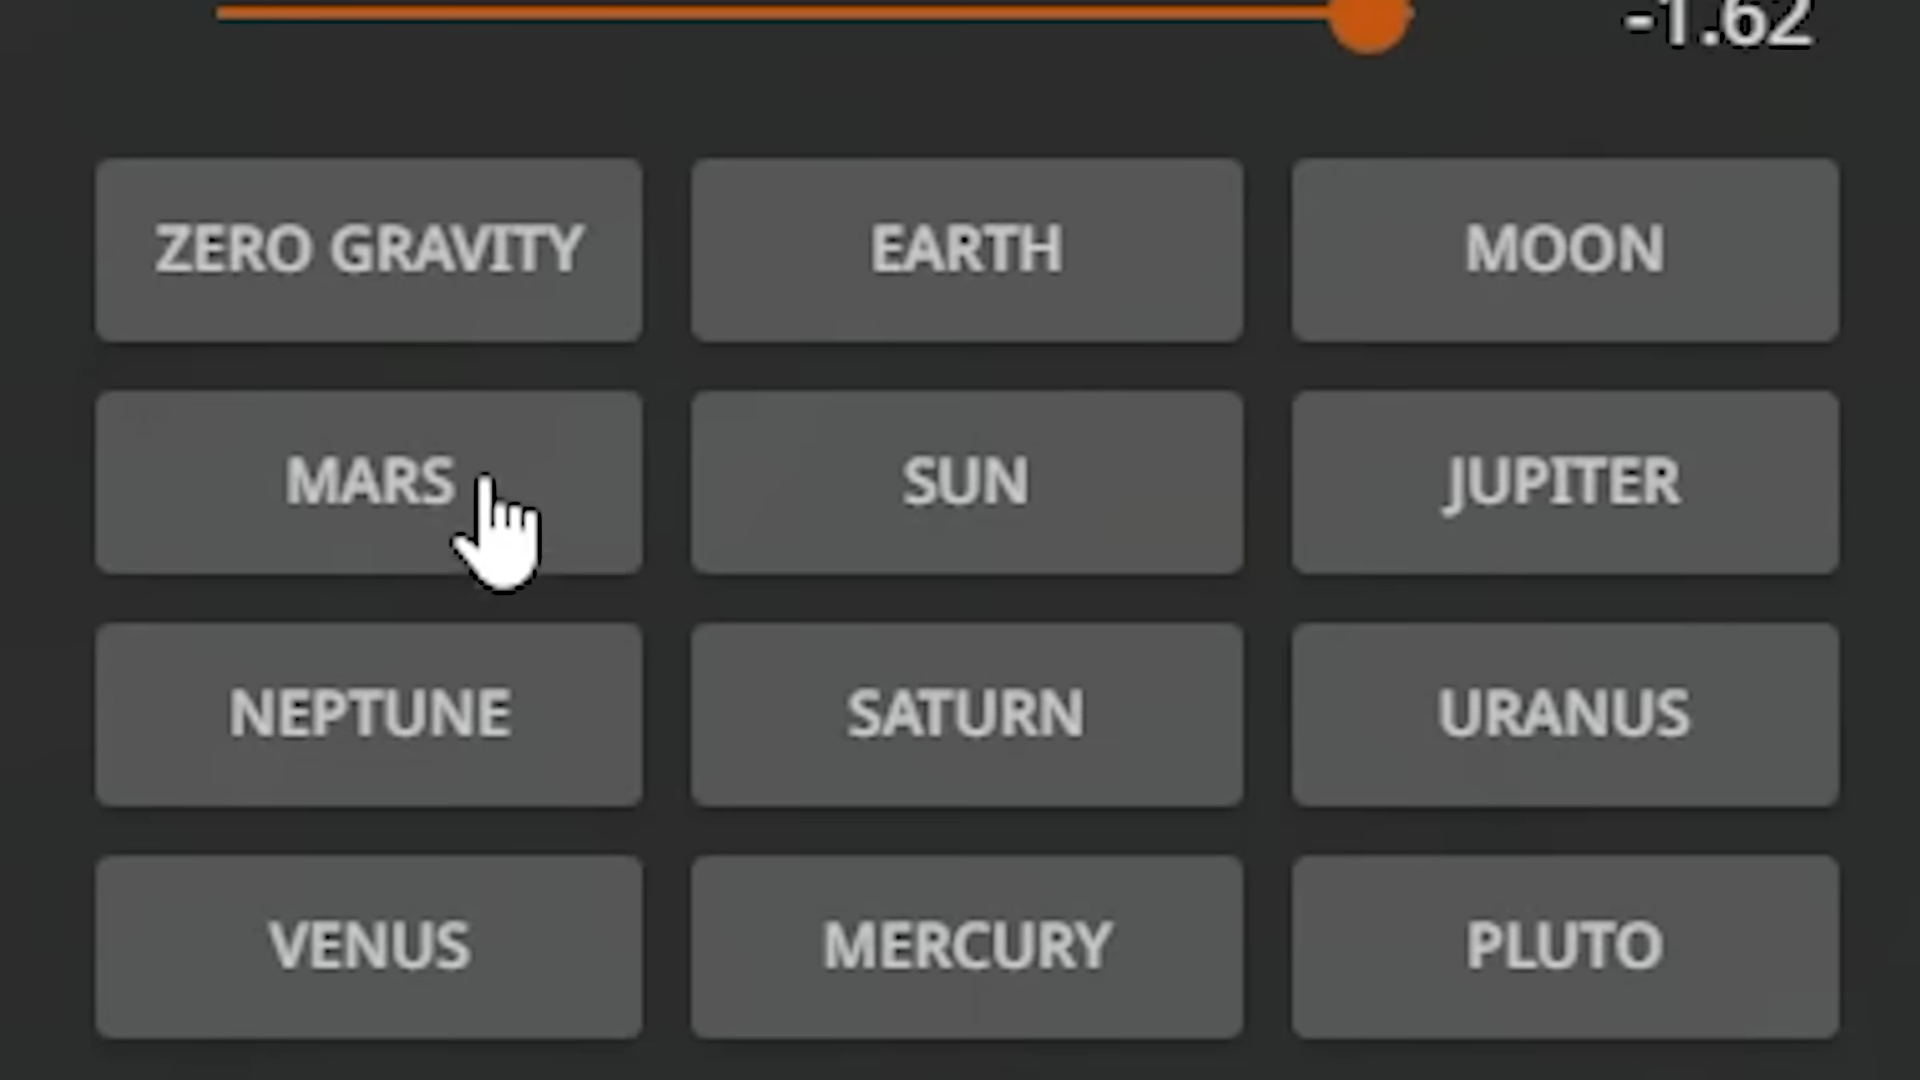 -1.62
ZERO GRAVITY
EARTH
MOON
MARS
SUN
JUPITER
NEPTUNE
SATURN
URANUS
VENUS
MERCURY
PLUTO